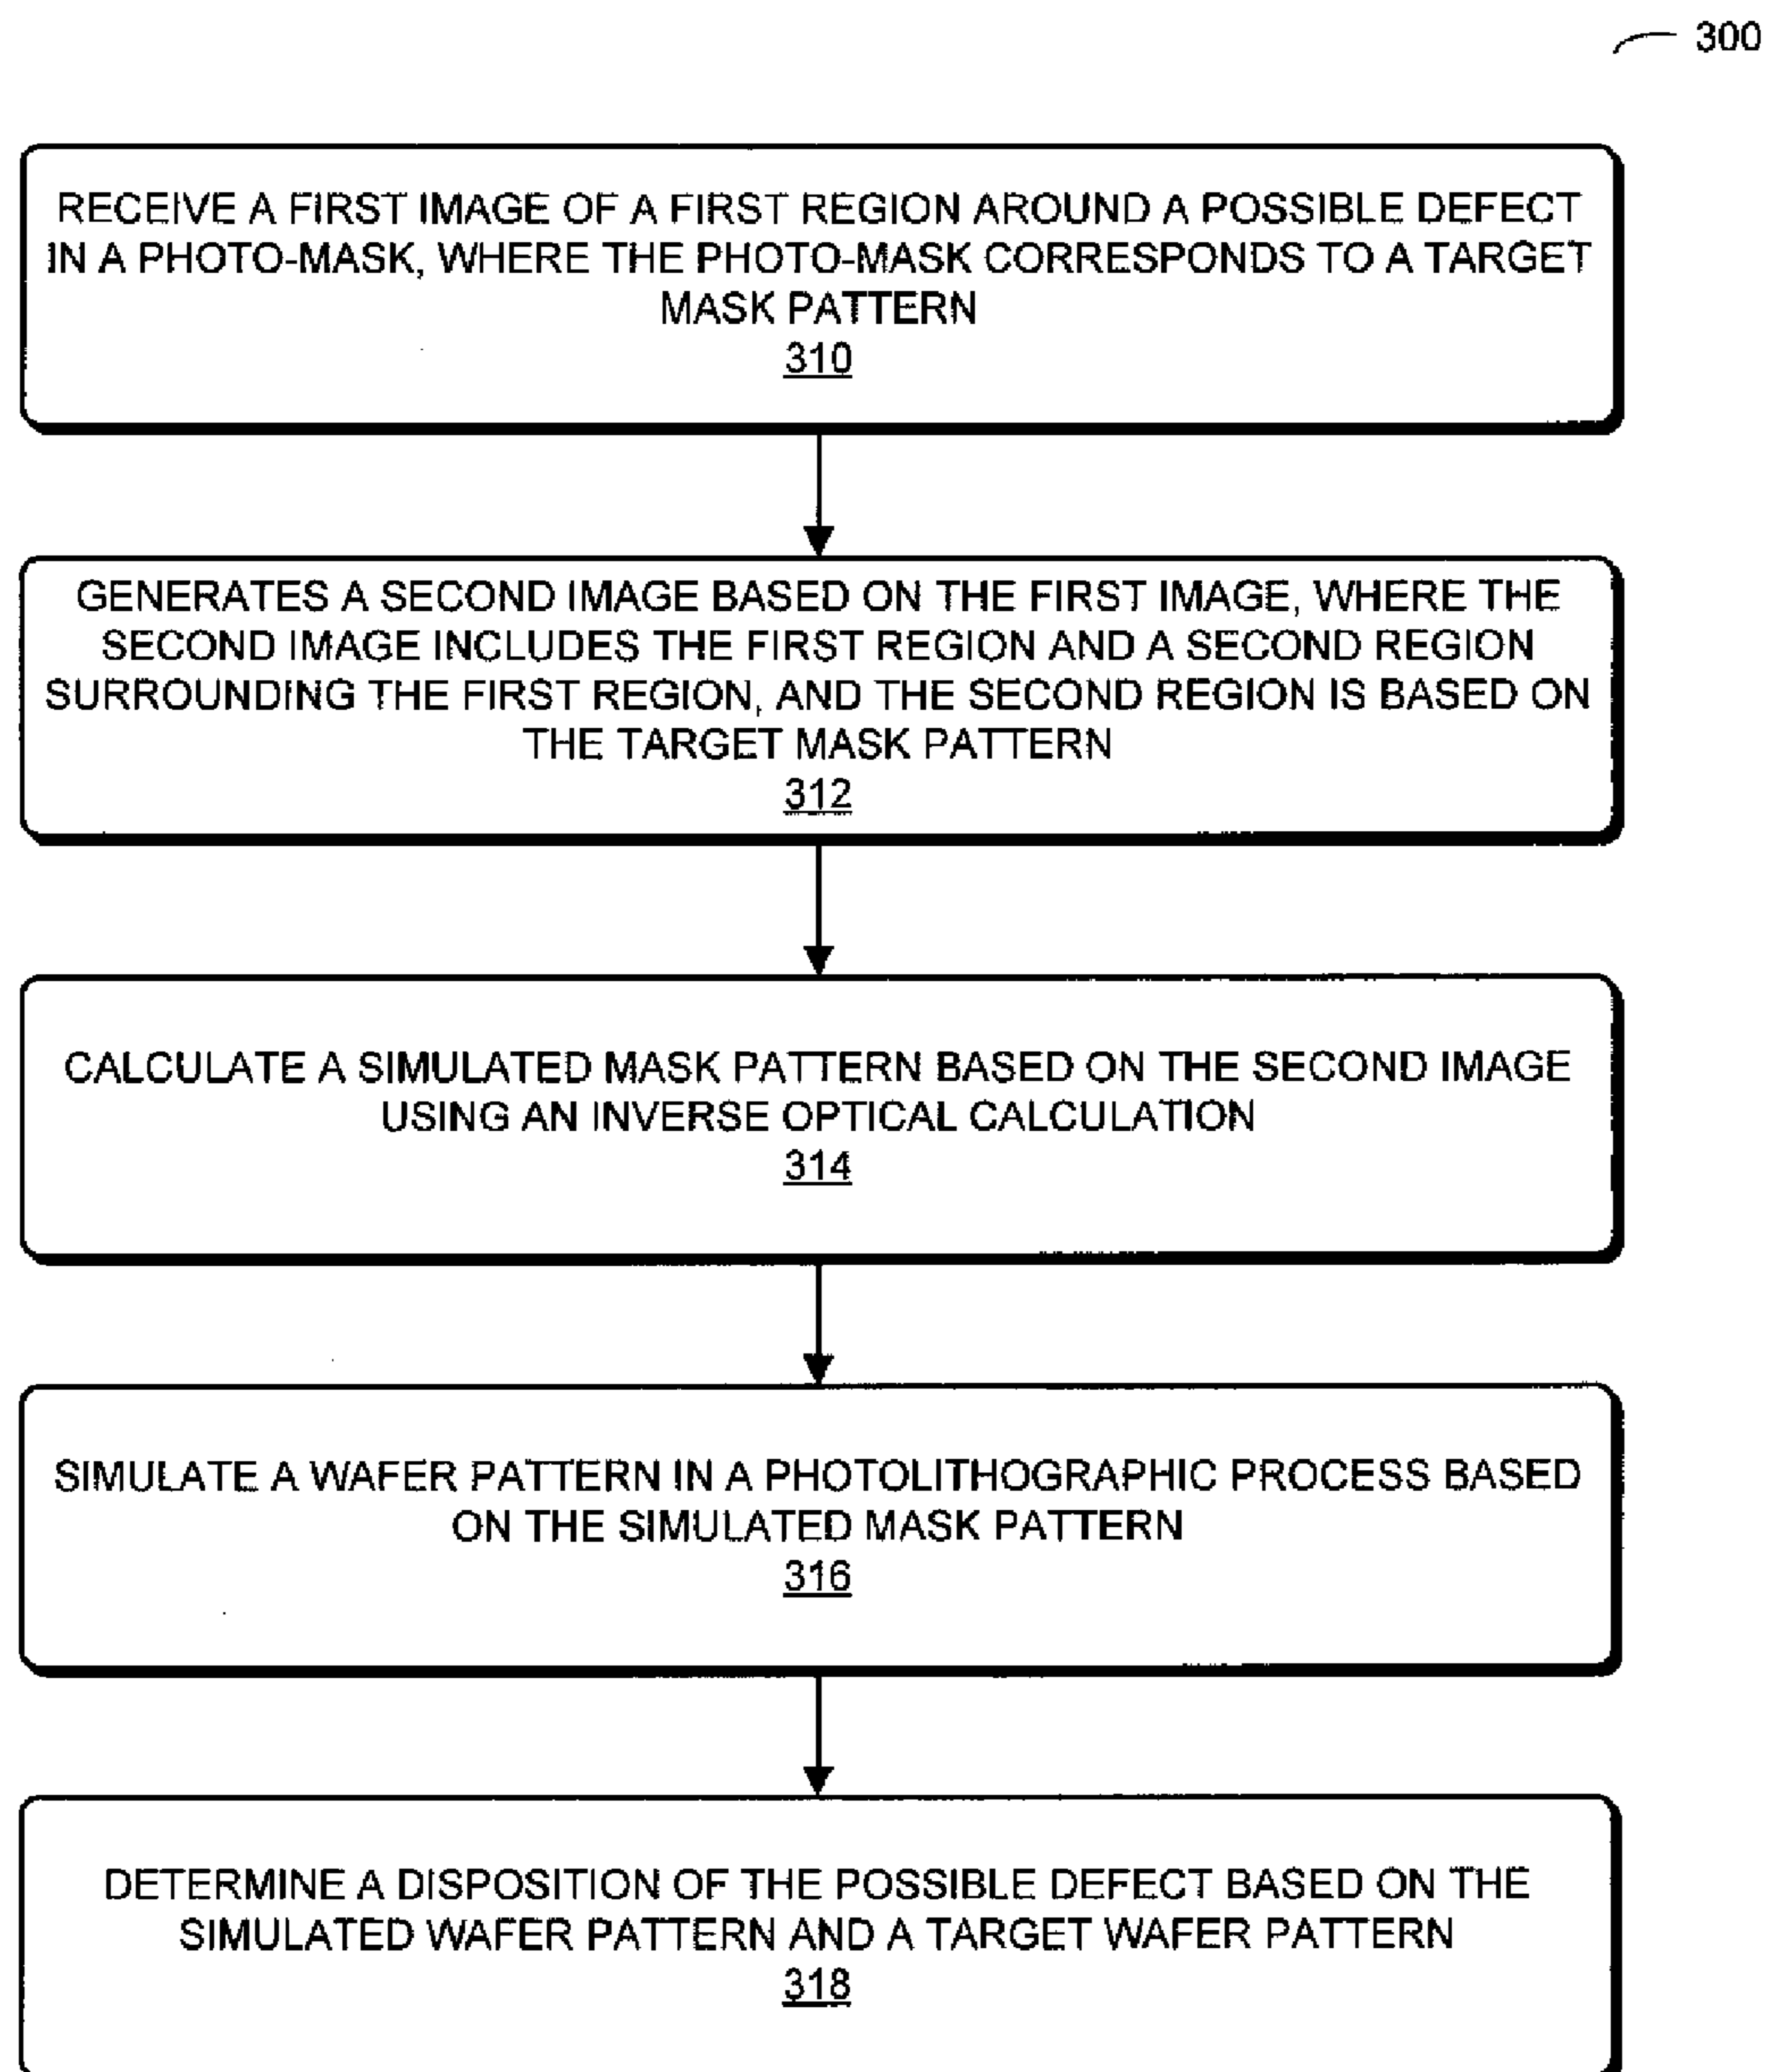 300
RECEIVE A FIRST IMAGE OF A FIRST REGION AROUND A POSSIBLE DEFECT
IN A PHOTO-MASK, WHERE THE PHOTO-MASK CORRESPONDS TO A TARGET
MASK PATTERN
310
GENERATES A SECOND IMAGE BASED ON THE FIRST IMAGE, WHERE THE
SECOND IMAGE INCLUDES THE FIRST REGION AND A SECOND REGION
SURROUNDING THE FIRST REGION, AND THE SECOND REGION IS BASED ON
THE TARGET MASK PATTERN
312
CALCULATE A SIMULATED MASK PATTERN BASED ON THE SECOND IMAGE
USING AN INVERSE OPTICAL CALCULATION
314
SIMULATE A WAFER PATTERN IN A PHOTOLITHOGRAPHIC PROCESS BASED
ON THE SIMULATED MASK PATTERN
316
DETERMINE A DISPOSITION OF THE POSSIBLE DEFECT BASED ON THE
SIMULATED WAFER PATTERN AND A TARGET WAFER PATTERN
318